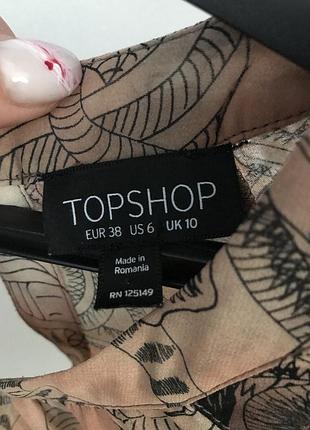 TOPSHOP
EUR 38 US 6 UK 10
Made in
Romania
RN 125149